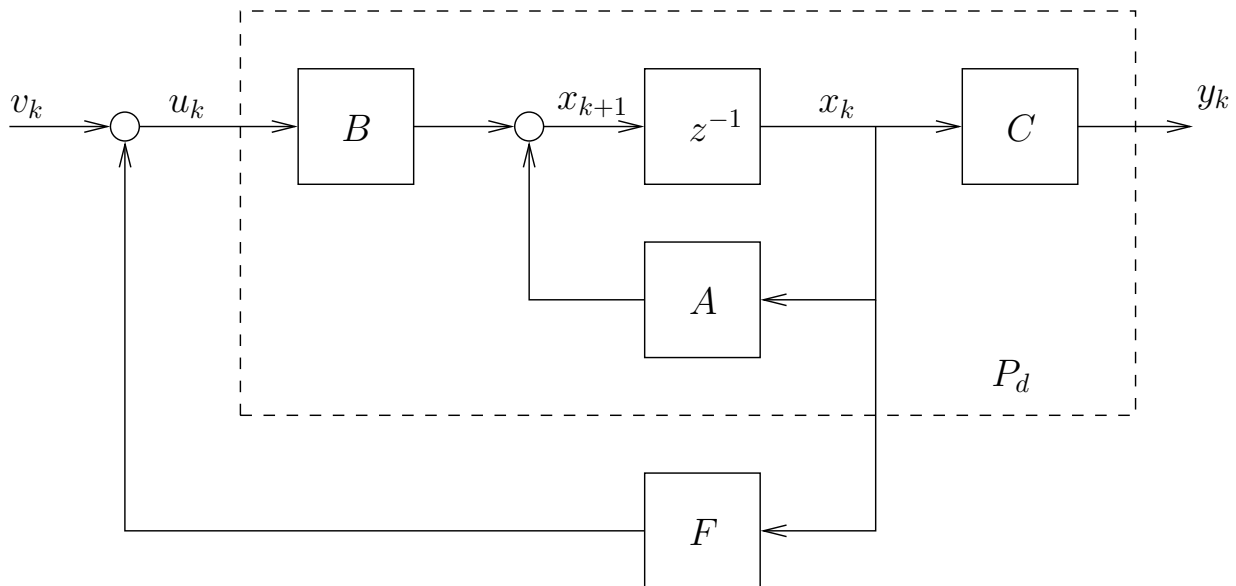 v_k
u_k
B
x_{k+1}
z^{-1}
x_k
C
y_k
A
P_d
F